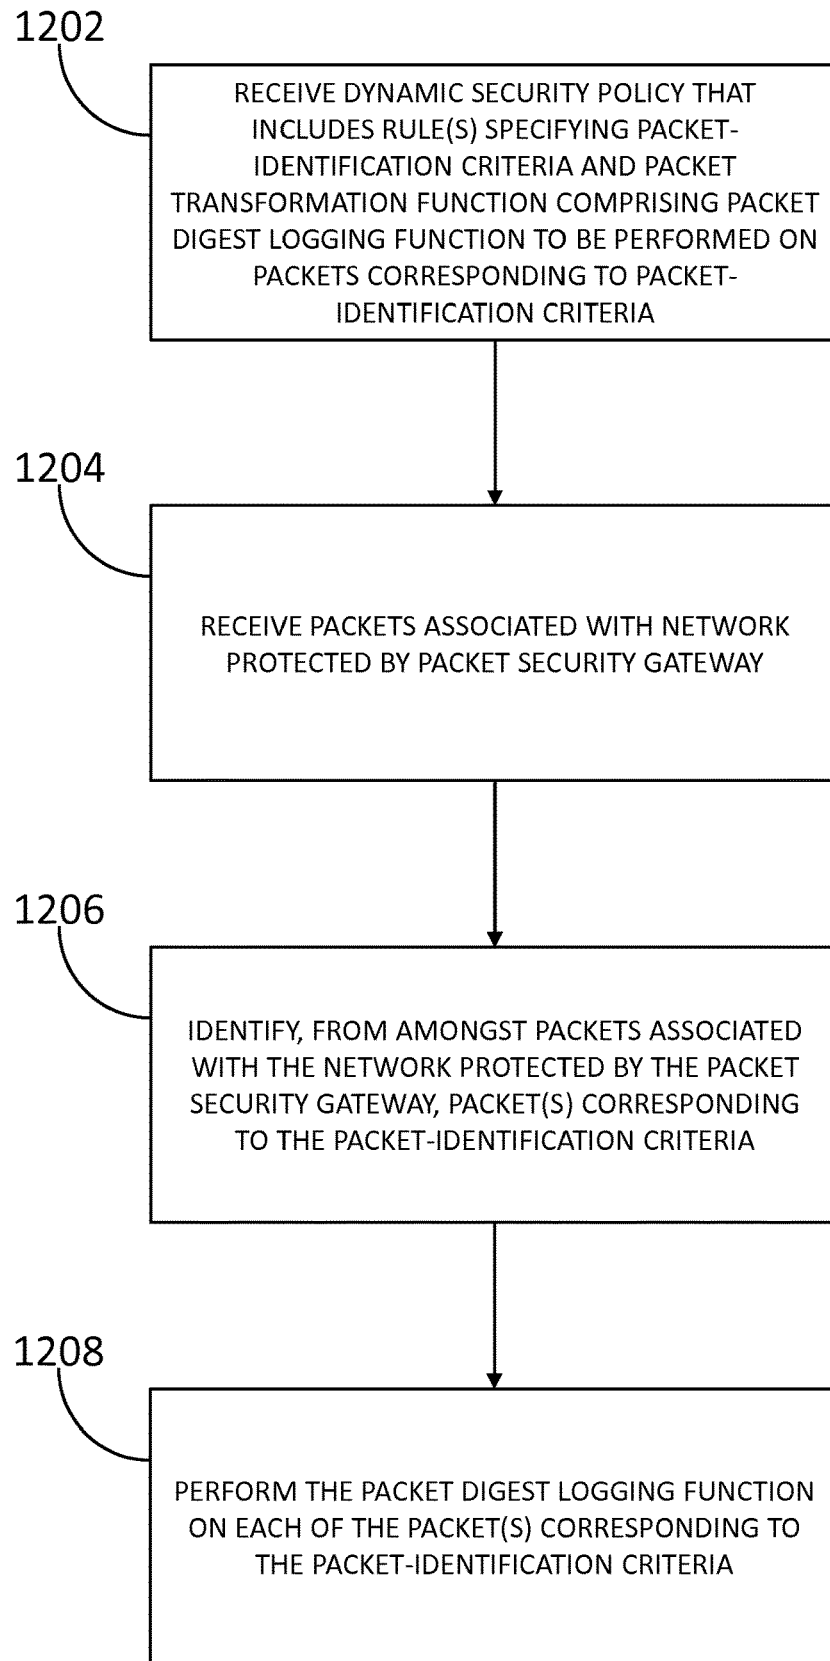 1202
RECEIVE DYNAMIC SECURITY POLICY THAT
INCLUDES RULE(S) SPECIFYING PACKET-
IDENTIFICATION CRITERIA AND PACKET
TRANSFORMATION FUNCTION COMPRISING PACKET
DIGEST LOGGING FUNCTION TO BE PERFORMED ON
PACKETS CORRESPONDING TO PACKET-
IDENTIFICATION CRITERIA
1204
RECEIVE PACKETS ASSOCIATED WITH NETWORK
PROTECTED BY PACKET SECURITY GATEWAY
1206
IDENTIFY, FROM AMONGST PACKETS ASSOCIATED
WITH THE NETWORK PROTECTED BY THE PACKET
SECURITY GATEWAY, PACKET(S) CORRESPONDING
TO THE PACKET-IDENTIFICATION CRITERIA
1208
PERFORM THE PACKET DIGEST LOGGING FUNCTION
ON EACH OF THE PACKET(S) CORRESPONDING TO
THE PACKET-IDENTIFICATION CRITERIA